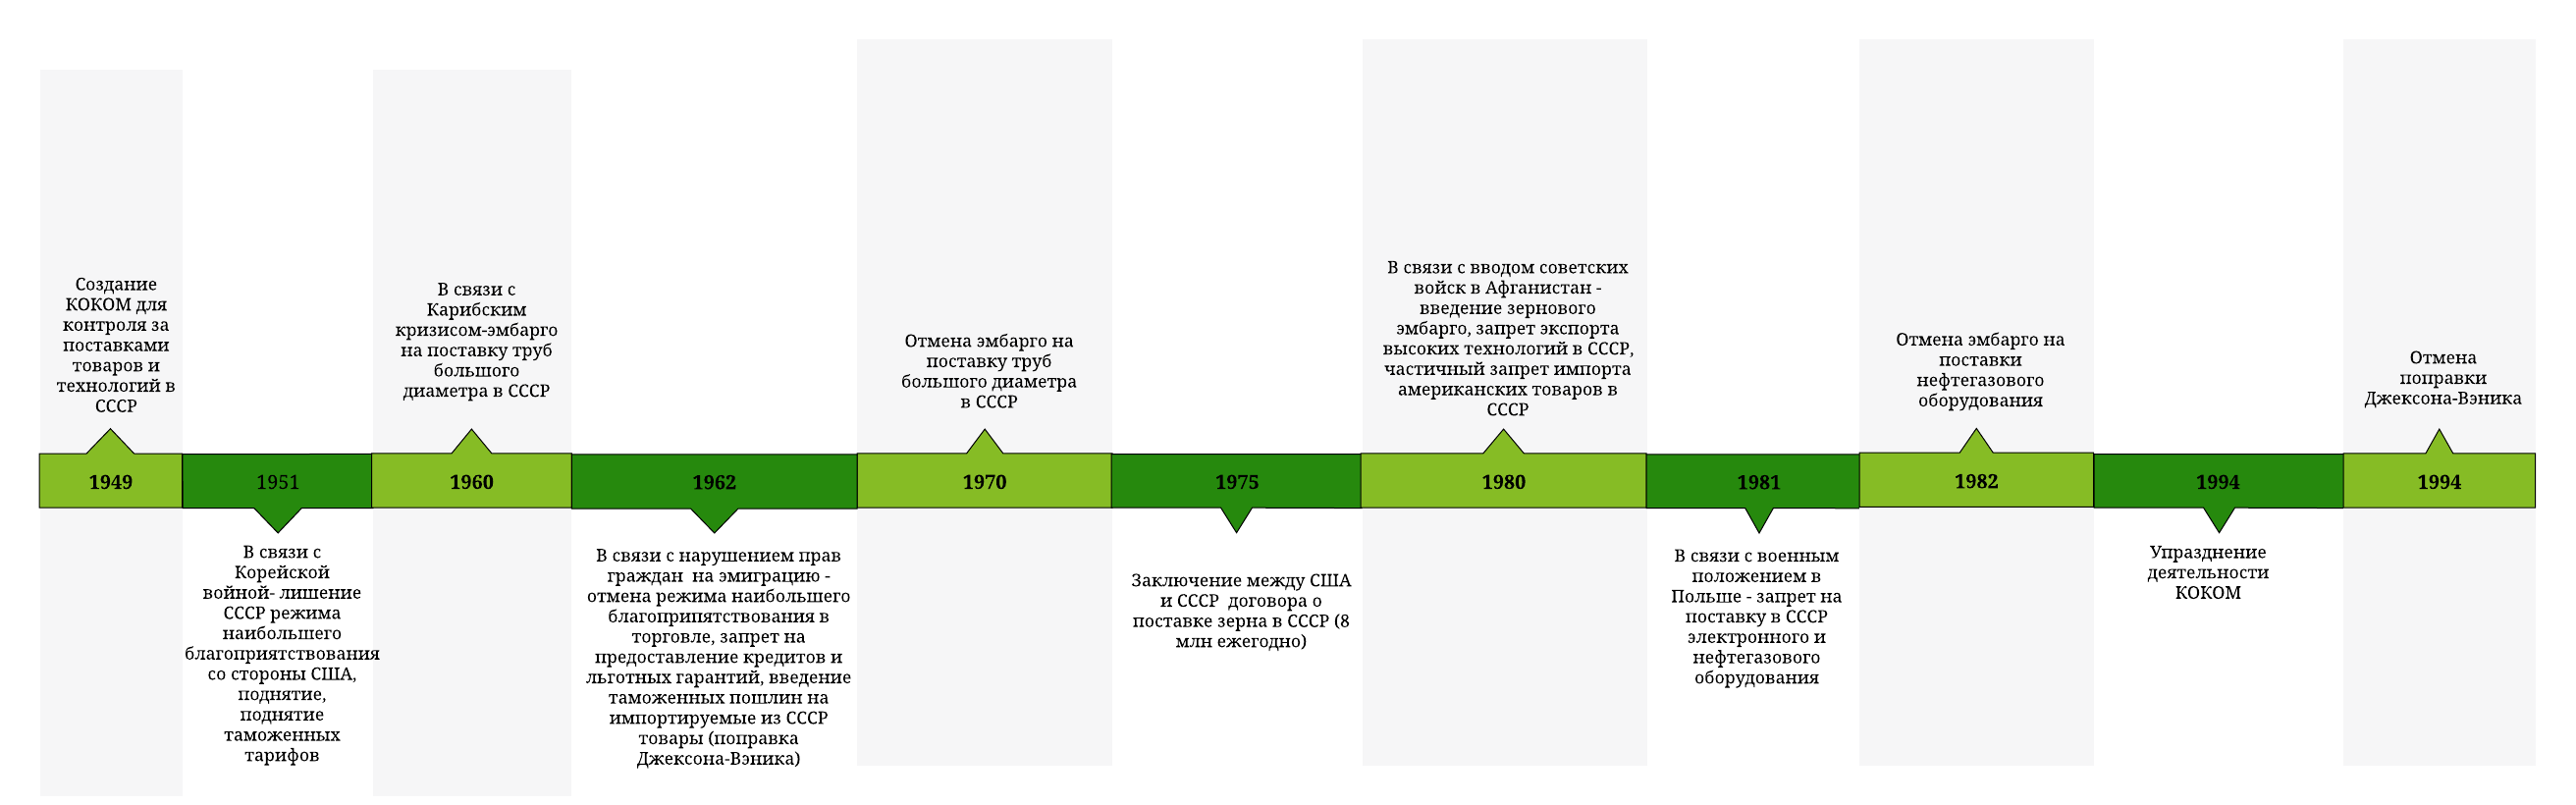 Создание
КОКОМ для
контроля за
поставками
товаров и
технологий в
СССР
1949
1951
В связи с
Корейской
войной- лишение
СССР режима
наибольшего
благоприятствования
со стороны США,
поднятие,
поднятие
таможенных
тарифов
В связи с
Карибским
кризисом-эмбарго
на поставку труб
большого
диаметра в СССР
1960
1962
В связи с нарушением прав
граждан  на эмиграцию -
отмена режима наибольшего
благоприпятствования в
торговле, запрет на
предоставление кредитов и
льготных гарантий, введение
таможенных пошлин на
импортируемые из СССР
товары (поправка
Джексона-Вэника)
Отмена эмбарго на
поставку труб
большого диаметра
в СССР
1970
1975
Заключение между США
и СССР  договора о
поставке зерна в СССР (8
млн ежегодно)
В связи с вводом советских
войск в Афганистан -
введение зернового
эмбарго, запрет экспорта
высоких технологий в СССР,
частичный запрет импорта
американских товаров в
СССР
1980
1981
В связи с военным
положением в
Польше - запрет на
поставку в СССР
электронного и
нефтегазового
оборудования
Отмена эмбарго на
поставки
нефтегазового
оборудования
1982
1994
Упразднение
деятельности
КОКОМ
Отмена
поправки
Джексона-Вэника
1994